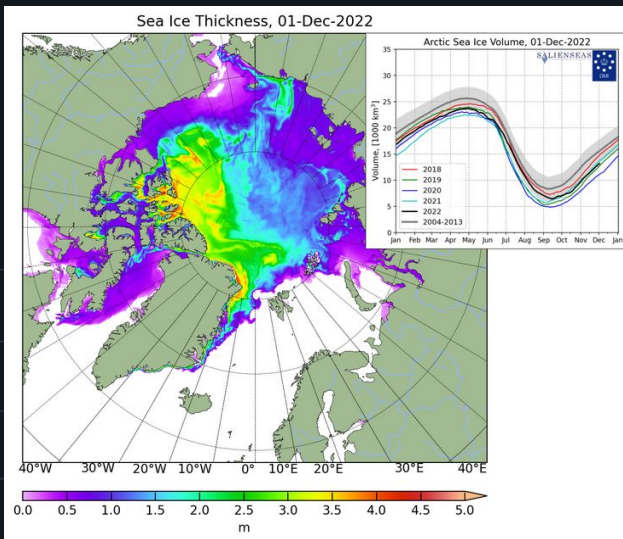 Sea Ice Thickness, 01-Dec-2022
Arctic Sea Ice Volume, 01-Dec-2022
SALIENSEAS
DMI
Volume, [1000 km³]
35
30
25
20
15
10
5
0
2018
2019
2020
2021
2022
2004-2013
Jan Feb Mar Apr May Jun Jul Aug Sep Oct Nov Dec Jan
40°W 30°W 20°W 10°W 0° 10°E 20°E 30°E 40°E
0.0 0.5 1.0 1.5 2.0 2.5 3.0 3.5 4.0 4.5 5.0
m